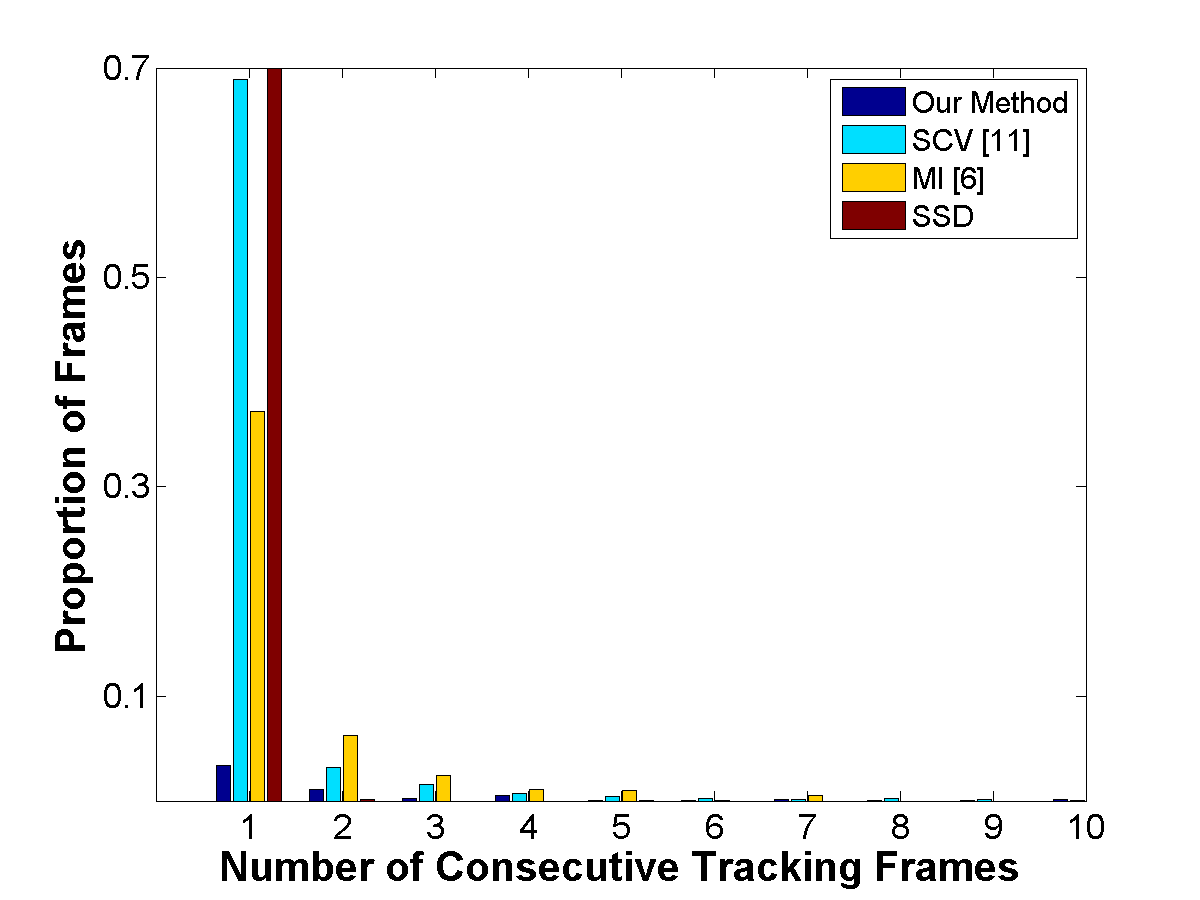 0.7
0.5
0.3
0.1
Proportion of Frames
Our Method
SCV [11]
MI [6]
SSD
1 2 3 4 5 6 7 8 9 10
Number of Consecutive Tracking Frames